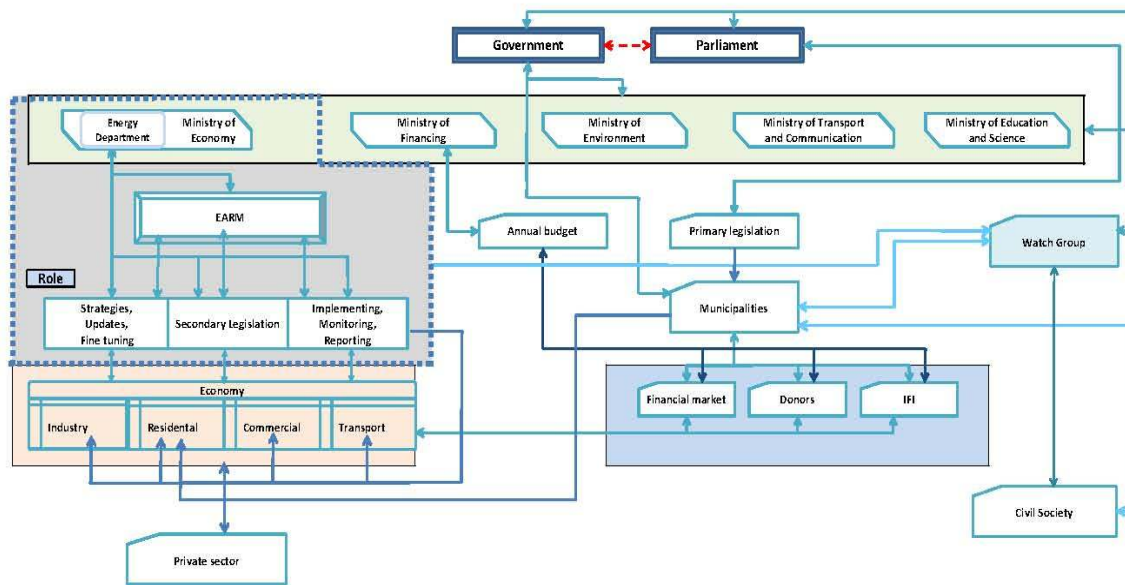 Government
Parliament
Energy
Department
Ministry of
Economy
Ministry of
Financing
Ministry of
Environment
Ministry of Transport
and Communication
Ministry of Education
and Science
EARM
Annual budget
Primary legislation
Watch Group
Role
Strategies,
Updates,
Fine tuning
Secondary Legislation
Implementing,
Monitoring,
Reporting
Municipalities
Economy
Industry
Residental
Commercial
Transport
Financial market
Donors
IFI
Civil Society
Private sector